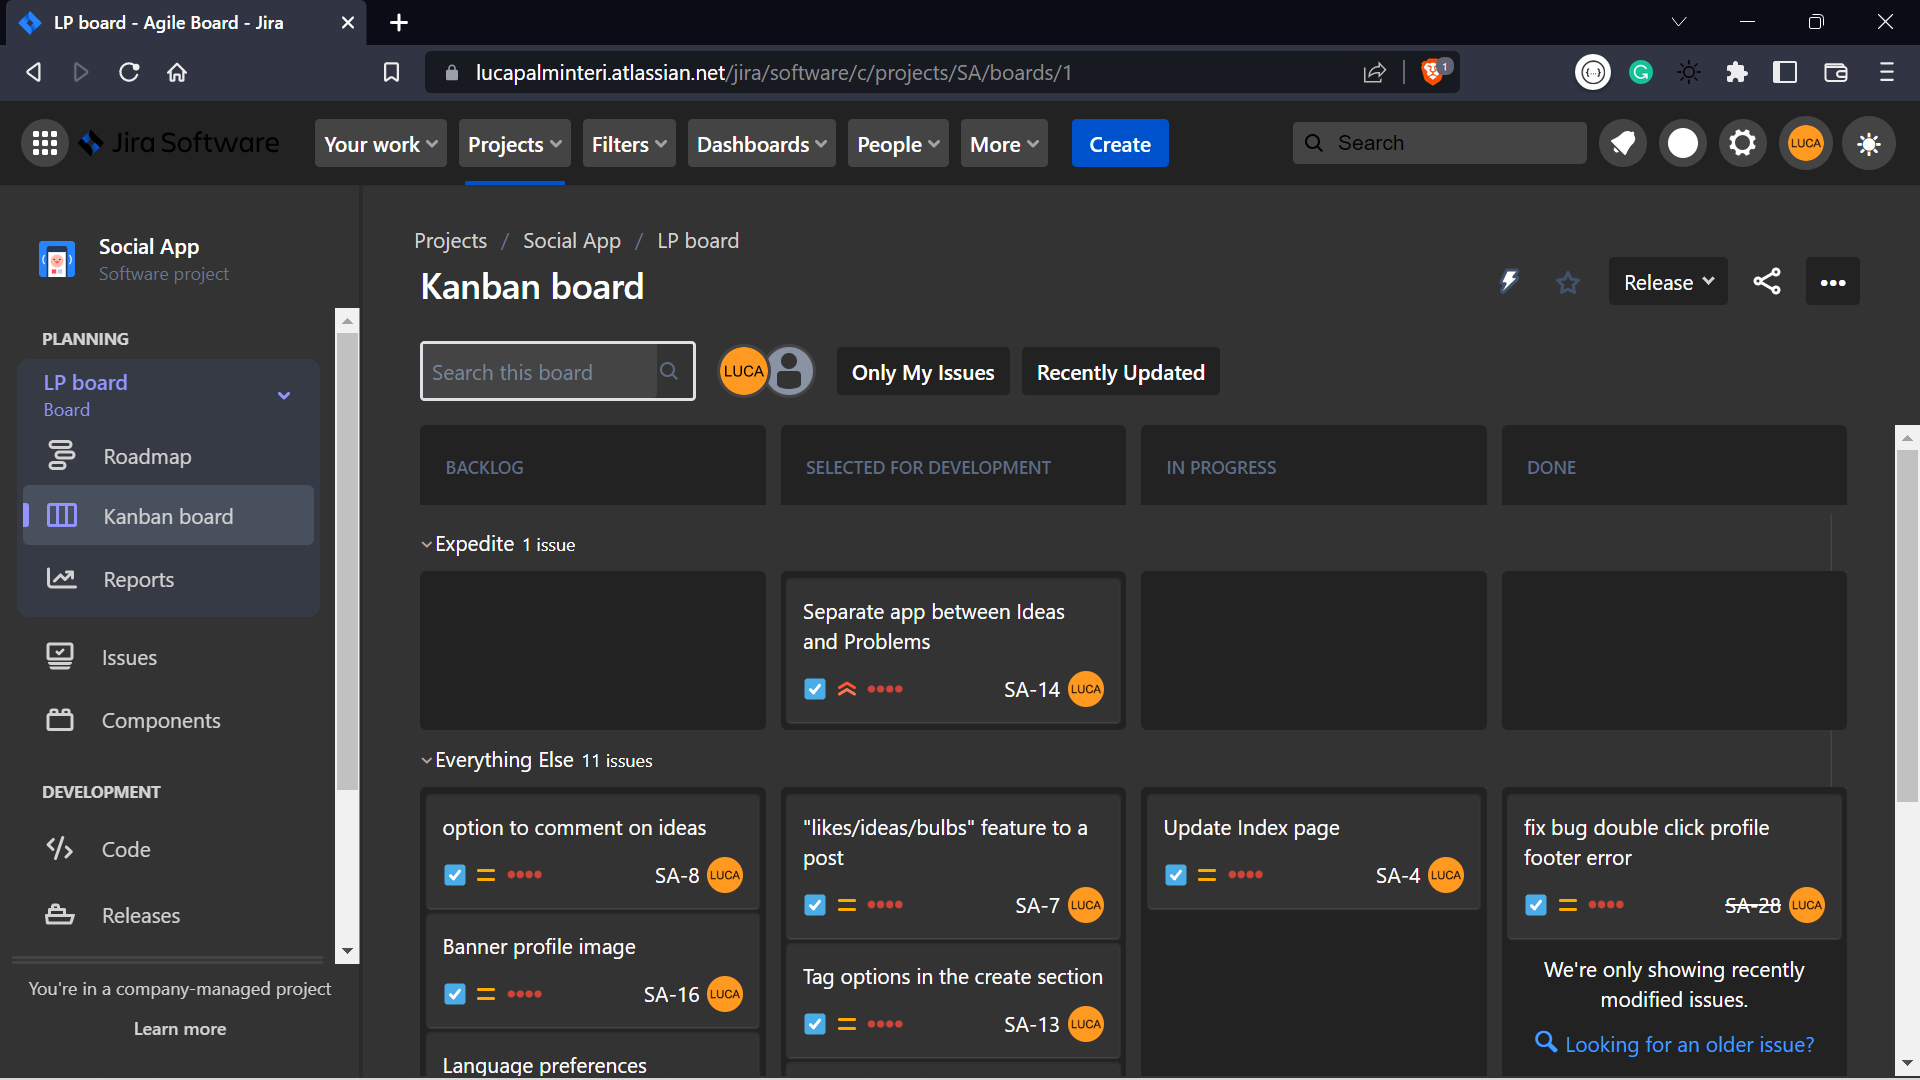 LP board - Agile Board - Jira
lucapalminteri.atlassian.net/jira/software/c/projects/SA/boards/1
1
Jira Software
Your work
Projects
Filters
Dashboards
People
More
Create
Search
LUCA
Social App
Software project
PLANNING
LP board
Board
Roadmap
Kanban board
Reports
Issues
Components
DEVELOPMENT
Code
Releases
You're in a company-managed project
Learn more
Projects / Social App / LP board
Kanban board
Release
Search this board
LUCA
Only My Issues
Recently Updated
BACKLOG
SELECTED FOR DEVELOPMENT
IN PROGRESS
DONE
Expedite 1 issue
Separate app between Ideas
and Problems
SA-14
LUCA
Everything Else 11 issues
option to comment on ideas
SA-8
LUCA
Banner profile image
SA-16
LUCA
Language preferences
"likes/ideas/bulbs" feature to a
post
SA-7
LUCA
Tag options in the create section
SA-13
LUCA
Update Index page
SA-4
LUCA
fix bug double click profile
footer error
SA-28
LUCA
We're only showing recently
modified issues.
Looking for an older issue?